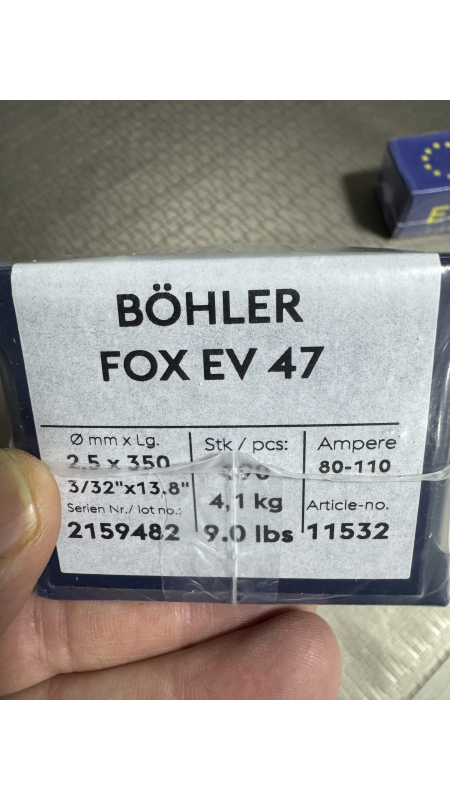 BÖHLER
FOX EV 47
Ø mm x Lg.
2,5 x 350
3/32"x13.8"
Serien Nr./ lot no.:
2159482
Stk / pcs:
4,1 kg
9.0 lbs
Ampere
80-110
Article-no.
11532